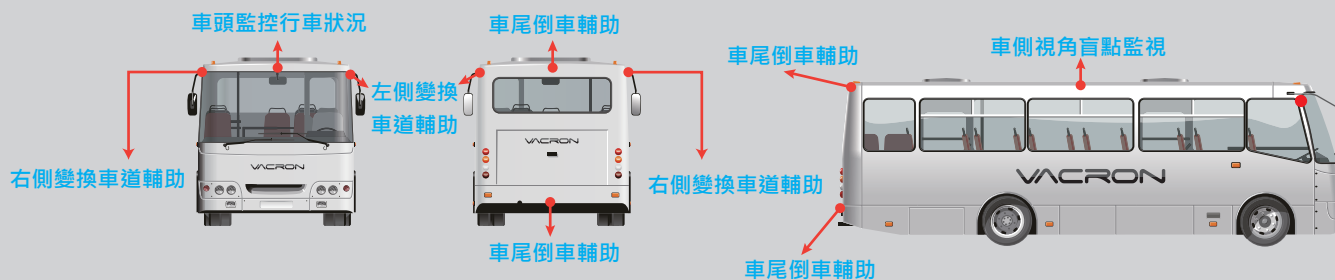 車頭監控行車狀況
左側變換
車道輔助
右側變換車道輔助
VACRON
車尾倒車輔助
VACRON
右側變換車道輔助
車尾倒車輔助
車尾倒車輔助
車側視角盲點監視
VACRON
車尾倒車輔助